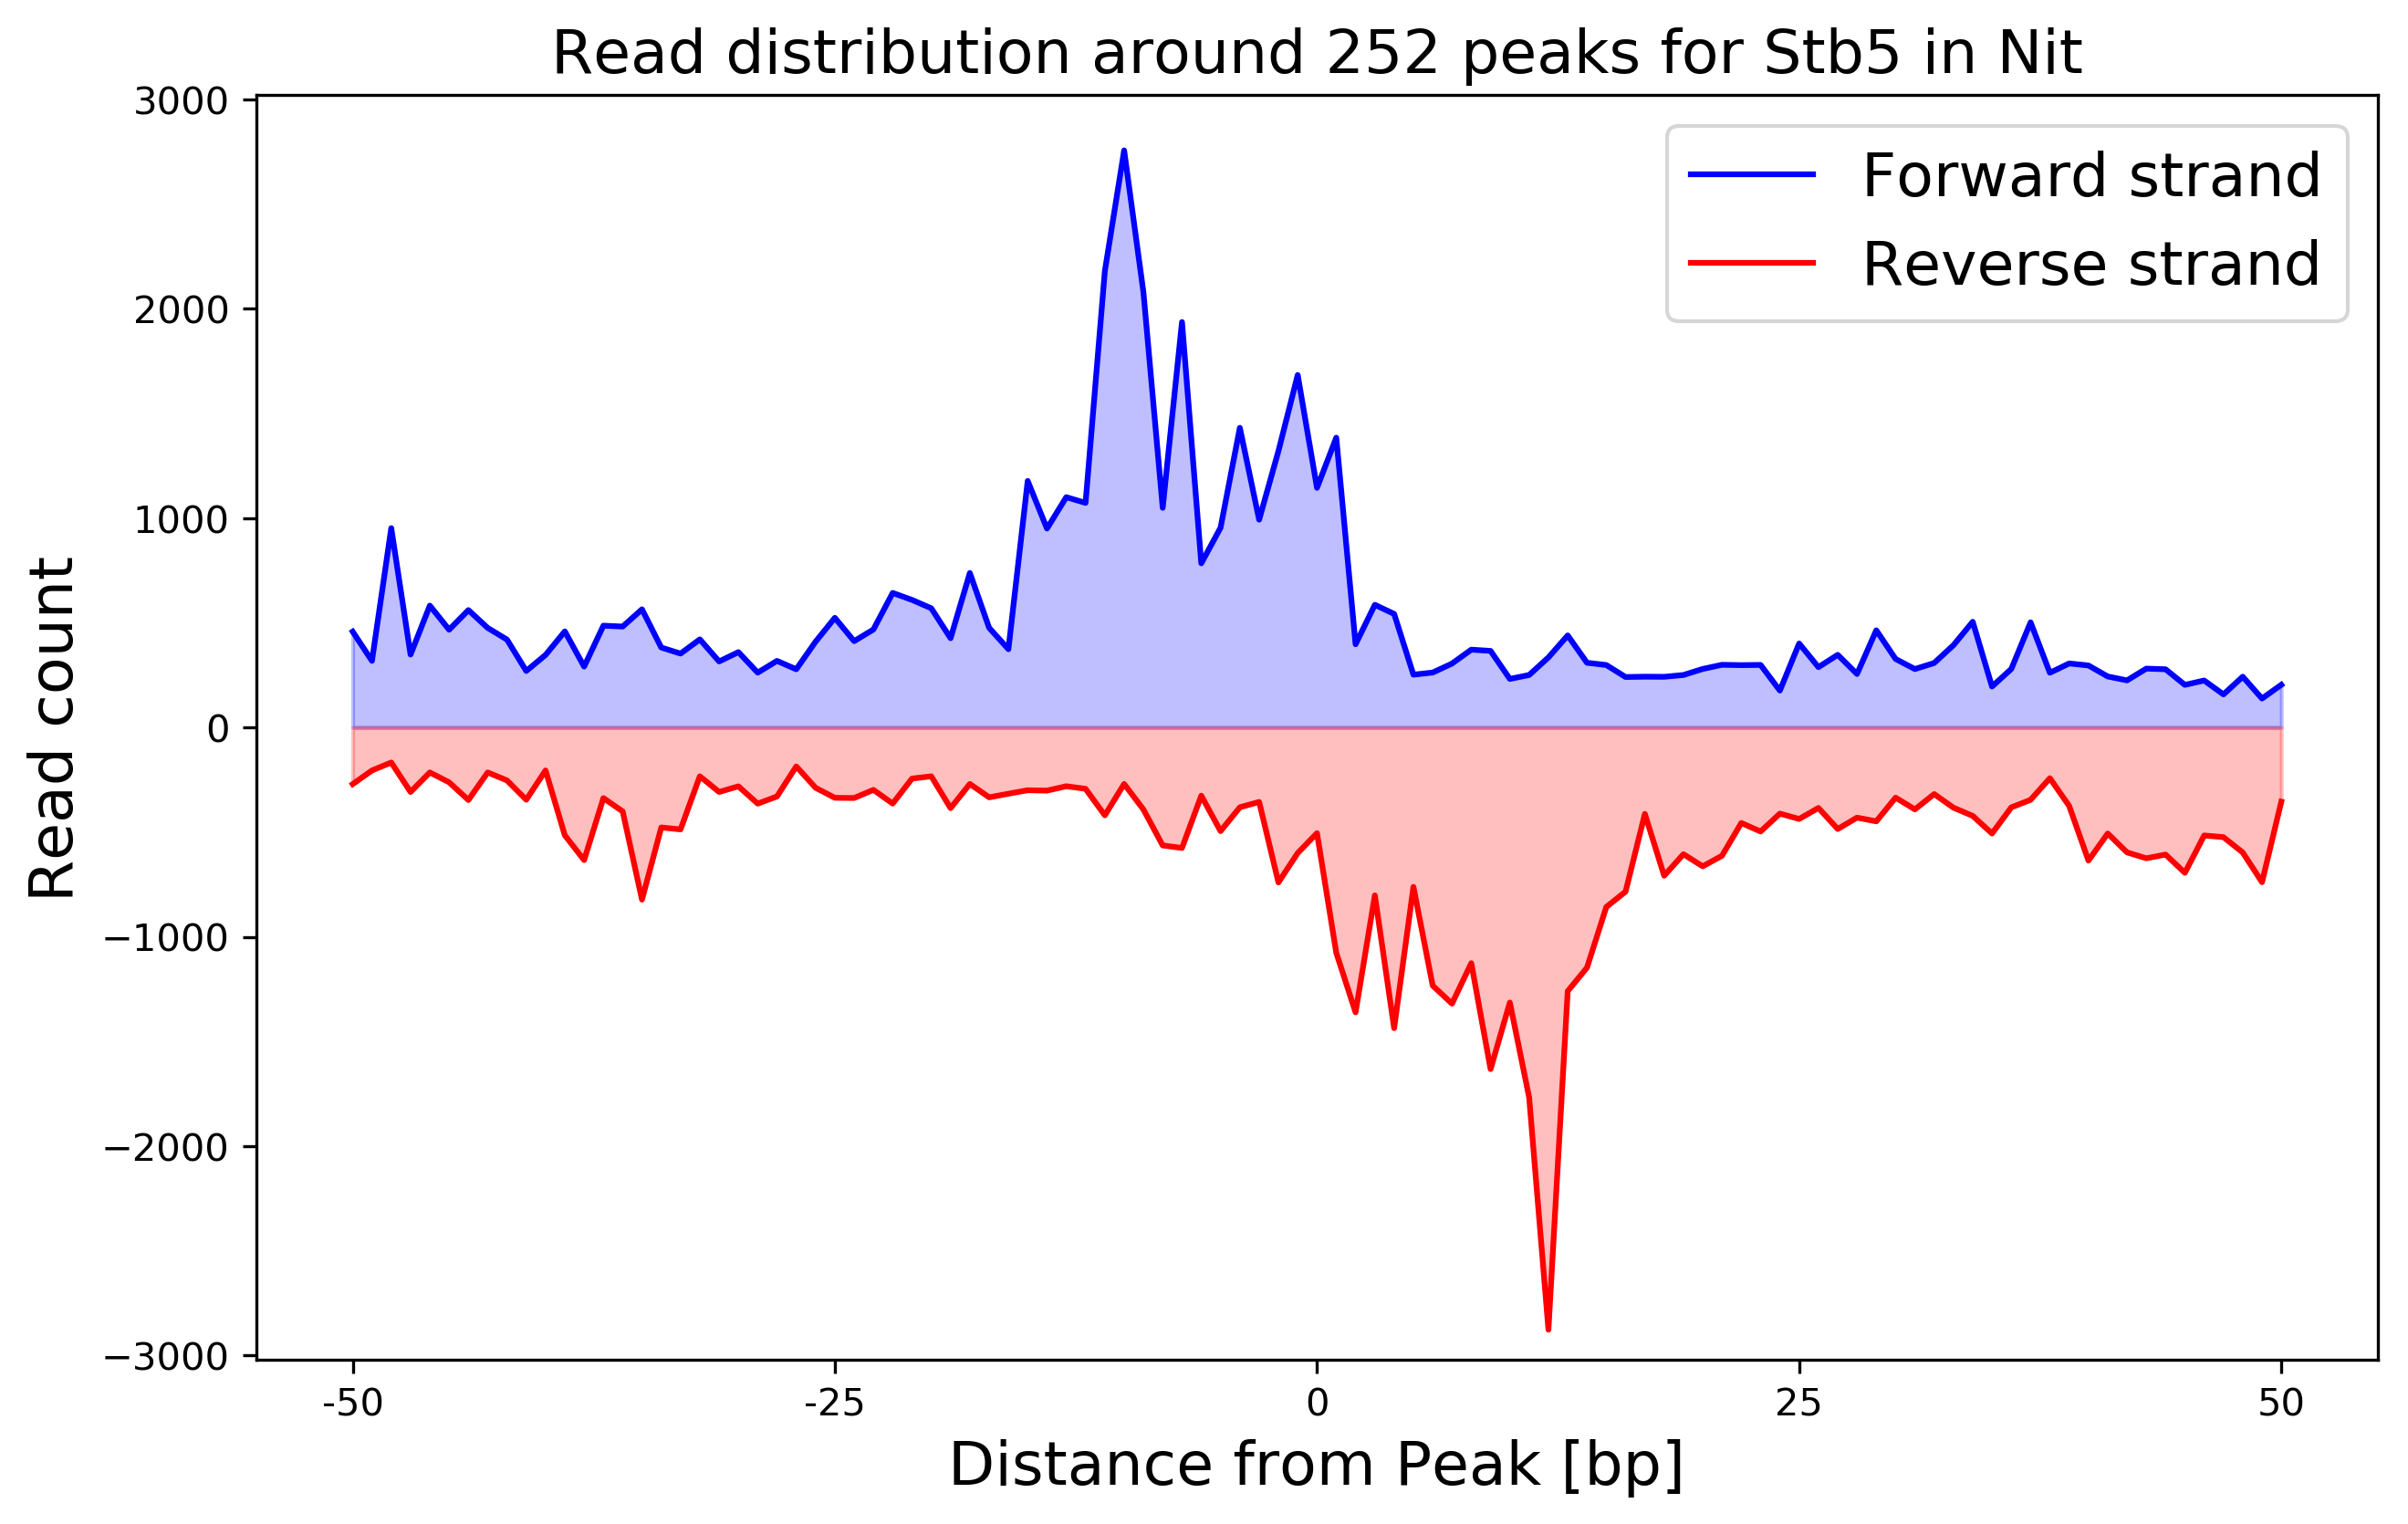 Read distribution around 252 peaks for Stb5 in Nit
3000
2000
1000
0
−1000
−2000
−3000
Read count
Forward strand
Reverse strand
-50
-25
0
25
50
Distance from Peak [bp]